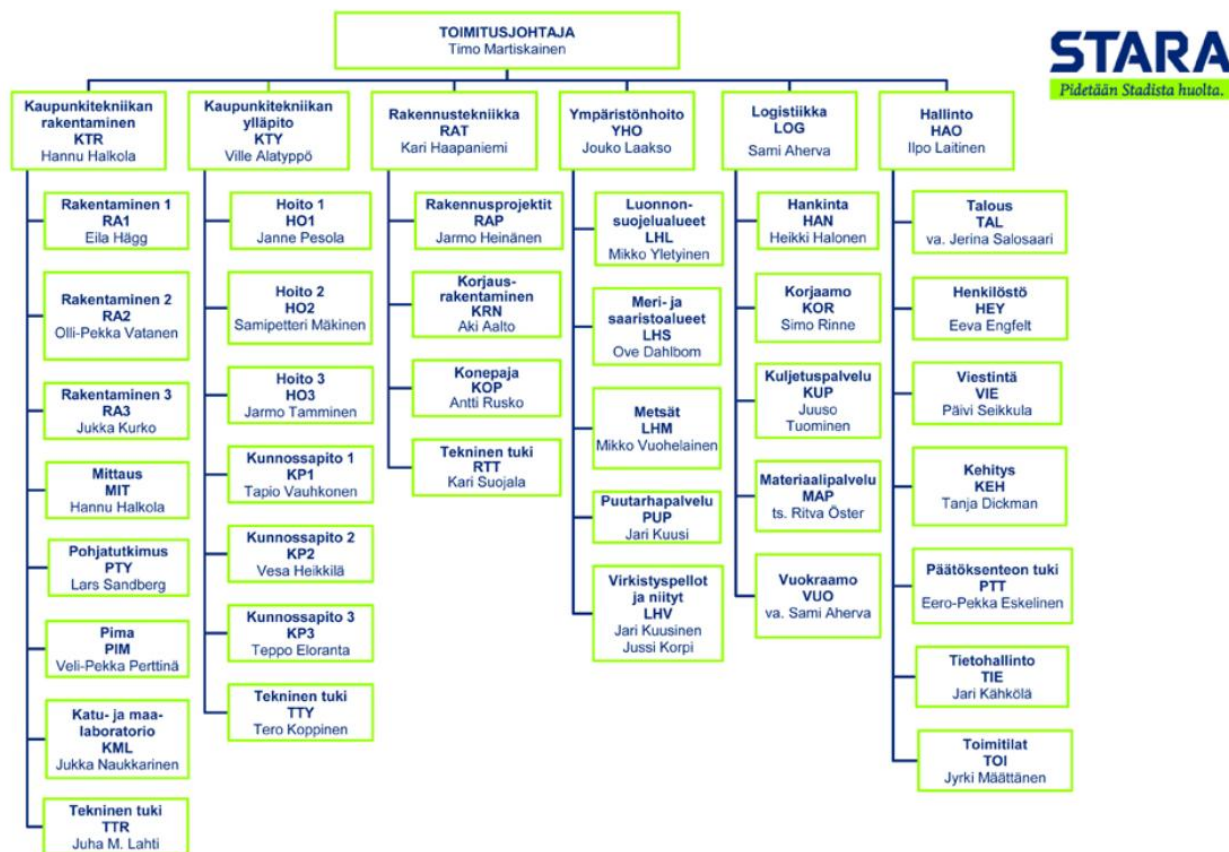 TOIMITUSJOHTAJA
Timo Martiskainen
STARA
Pidetään Stadista huolta.
Kaupunkitekniikan
rakentaminen
KTR
Hannu Halkola
Rakentaminen 1
RA1
Eila Hägg
Rakentaminen 2
RA2
Olli-Pekka Vatanen
Rakentaminen 3
RA3
Jukka Kurko
Mittaus
MIT
Hannu Halkola
Pohjatutkimus
PTY
Lars Sandberg
Pima
PIM
Veli-Pekka Perttinä
Katu- ja maa-
laboratorio
KML
Jukka Naukkarinen
Tekninen tuki
TTR
Juha M. Lahti
Kaupunkitekniikan
ylläpito
KTY
Ville Alatyppö
Hoito 1
HO1
Janne Pesola
Hoito 2
HO2
Samipetteri Mäkinen
Hoito 3
HO3
Jarmo Tamminen
Kunnossapito 1
KP1
Tapio Vauhkonen
Kunnossapito 2
KP2
Vesa Heikkilä
Kunnossapito 3
KP3
Teppo Eloranta
Tekninen tuki
TTY
Tero Koppinen
Rakennustekniikka
RAT
Kari Haapaniemi
Rakennusprojektit
RAP
Jarmo Heinänen
Korjaus-
rakentaminen
KRN
Aki Aalto
Konepaja
KOP
Antti Rusko
Tekninen tuki
RTT
Kari Suojala
Ympäristönhoito
YHO
Jouko Laakso
Luonnon-
suojelualueet
LHL
Mikko Yletyinen
Meri- ja
saaristoalueet
LHS
Ove Dahlbom
Metsät
LHM
Mikko Vuohelainen
Puutarhapalvelu
PUP
Jari Kuusi
Virkistyspellot
ja niityt
LHV
Jari Kuusinen
Jussi Korpi
Logistiikka
LOG
Sami Aherva
Hankinta
HAN
Heikki Halonen
Korjaamo
KOR
Simo Rinne
Kuljetuspalvelu
KUP
Juuso
Tuominen
Materiaalipalvelu
MAP
ts. Ritva Öster
Vuokraamo
VUO
va. Sami Aherva
Hallinto
HAO
Ilpo Laitinen
Talous
TAL
va. Jerina Salosaari
Henkilöstö
HEY
Eeva Engfelt
Viestintä
VIE
Päivi Seikkula
Kehitys
KEH
Tanja Dickman
Päätöksenteon tuki
PTT
Eero-Pekka Eskelinen
Tietohallinto
TIE
Jari Kähkölä
Toimitilat
TOI
Jyrki Määttänen